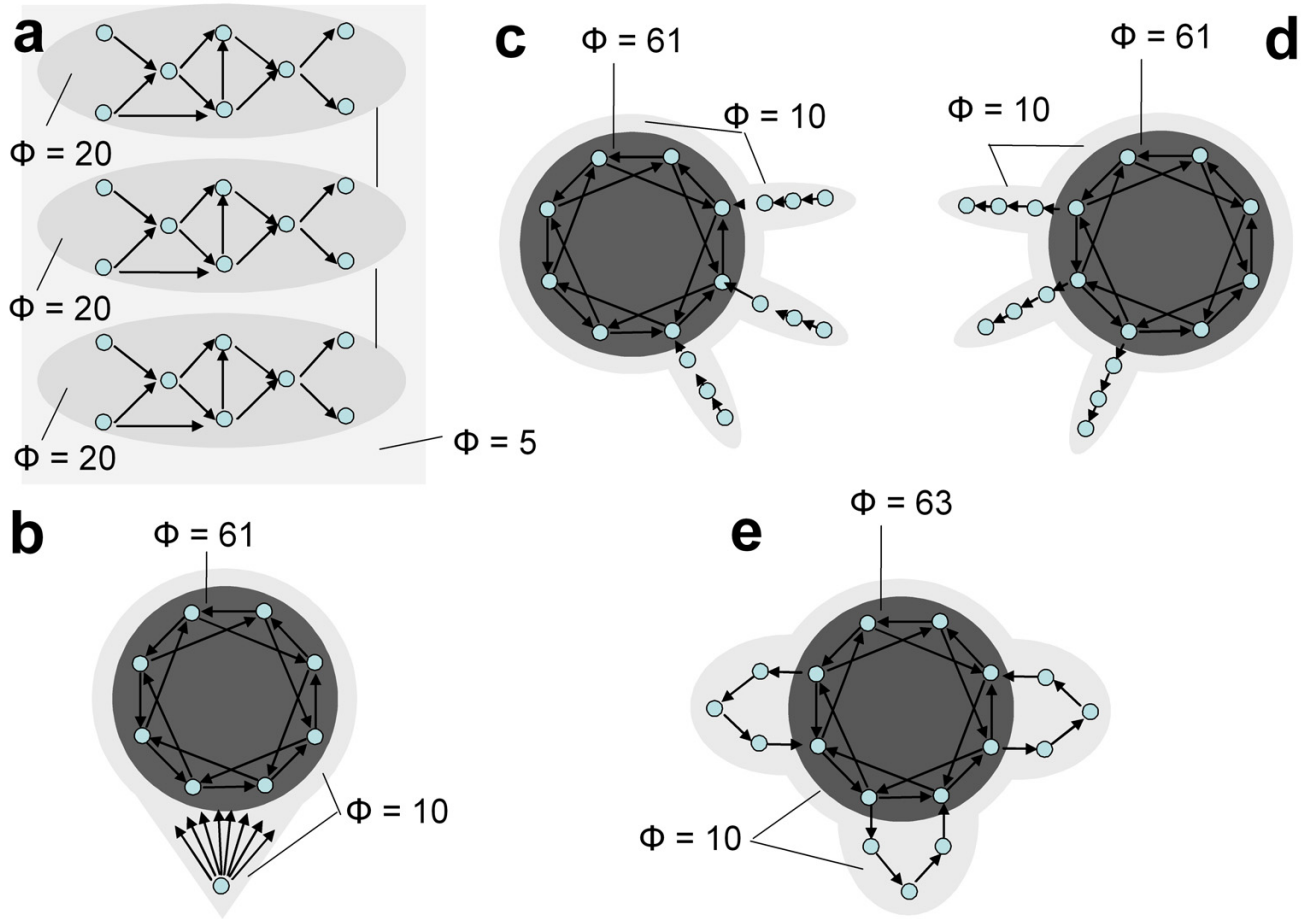 a
Φ = 20
Φ = 20
Φ = 20
Φ = 5
c
Φ = 61
Φ = 10
d
Φ = 61
Φ = 10
b
Φ = 61
Φ = 10
e
Φ = 63
Φ = 10